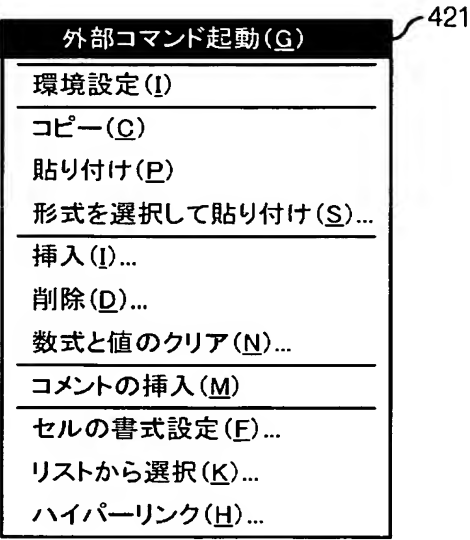 421
外部コマンド起動(G)
環境設定(I)
コピー(C)
貼り付け(P)
形式を選択して貼り付け(S)...
挿入(I)...
削除(D)...
数式と値のクリア(N)...
コメントの挿入(M)
セルの書式設定(F)...
リストから選択(K)...
ハイパーリンク(H)...